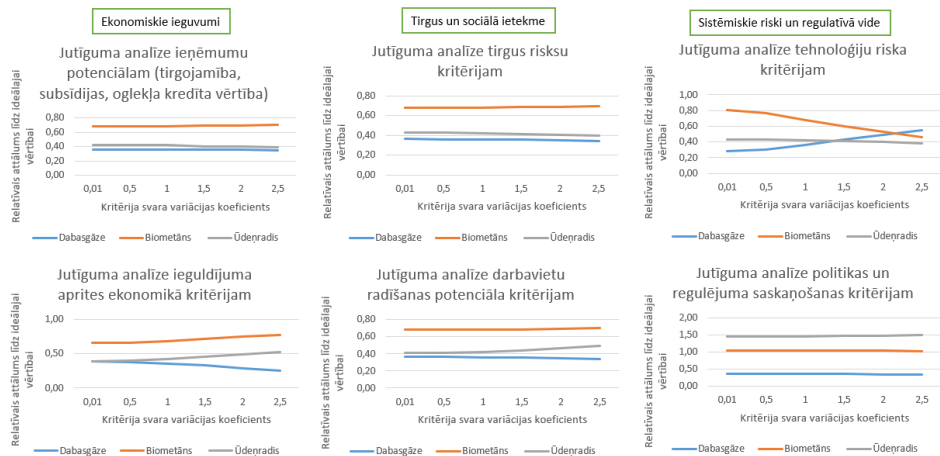 Ekonomiskie ieguvumi
Tirgus un sociālā ietekme
Sistēmiskie riski un regulatīvā vide
Jutīguma analīze ieņēmumu
potenciālam (tirgojamība,
subsīdijas, oglekļa kredīta vērtība)
Relatīvais attālums līdz ideālajai
vērtībai
0,80
0,60
0,40
0,20
0,00
0,01 0,5 1 1,5 2 2,5
Kritērija svara variācijas koeficients
Dabasgāze Biometāns Ūdeņradis
Jutīguma analīze tirgus risksu
kritērijam
Relatīvais attālums līdz ideālajai
vērtībai
0,80
0,60
0,40
0,20
0,00
0,01 0,5 1 1,5 2 2,5
Kritērija svara variācijas koeficients
Dabasgāze Biometāns Ūdeņradis
Jutīguma analīze tehnoloģiju riska
kritērijam
Relatīvais attālums līdz ideālajai
vērtībai
1,00
0,80
0,60
0,40
0,20
0,00
0,01 0,5 1 1,5 2 2,5
Kritērija svara variācijas koeficients
Dabasgāze Biometāns Ūdeņradis
Jutīguma analīze ieguldījuma
aprites ekonomikā kritērijam
Relatīvais attālums līdz ideālajai
vērtībai
1,00
0,50
0,00
0,01 0,5 1 1,5 2 2,5
Kritērija svara variācijas koeficients
Dabasgāze Biometāns Ūdeņradis
Jutīguma analīze darbavietu
radīšanas potenciāla kritērijam
Relatīvais attālums līdz ideālajai
vērtībai
0,80
0,60
0,40
0,20
0,00
0,01 0,5 1 1,5 2 2,5
Kritērija svara variācijas koeficients
Dabasgāze Biometāns Ūdeņradis
Jutīguma analīze politikas un
regulējuma saskaņošanas kritērijam
Relatīvais attālums līdz ideālajai
vērtībai
2,00
1,50
1,00
0,50
0,00
0,01 0,5 1 1,5 2 2,5
Kritērija svara variācijas koeficients
Dabasgāze Biometāns Ūdeņradis